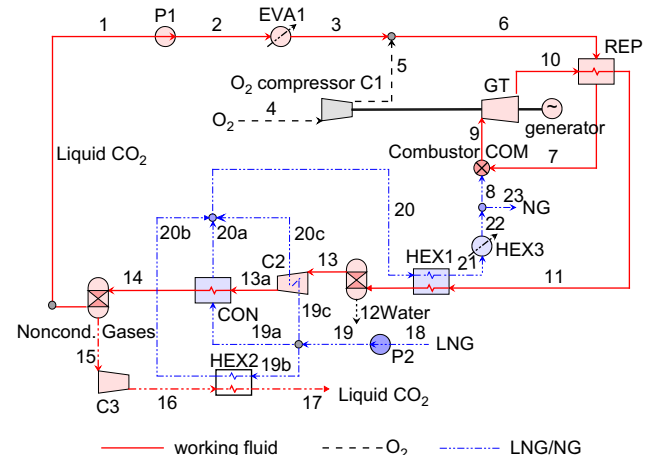 1 P1 2 EVA1 3 6
REP
5 10
O2 compressor C1 GT
4
O2 9 ~ generator
Liquid CO2 Combustor COM 7
8 23
20 NG
20b 20a 20c 22
HEX3
C2 13 HEX1 21
14 13a 11
19c
CON 12Water
Noncond. Gases 19a 19 18
LNG
15 HEX2 19b P2
C3 16 17 Liquid CO2
working fluid O2 LNG/NG